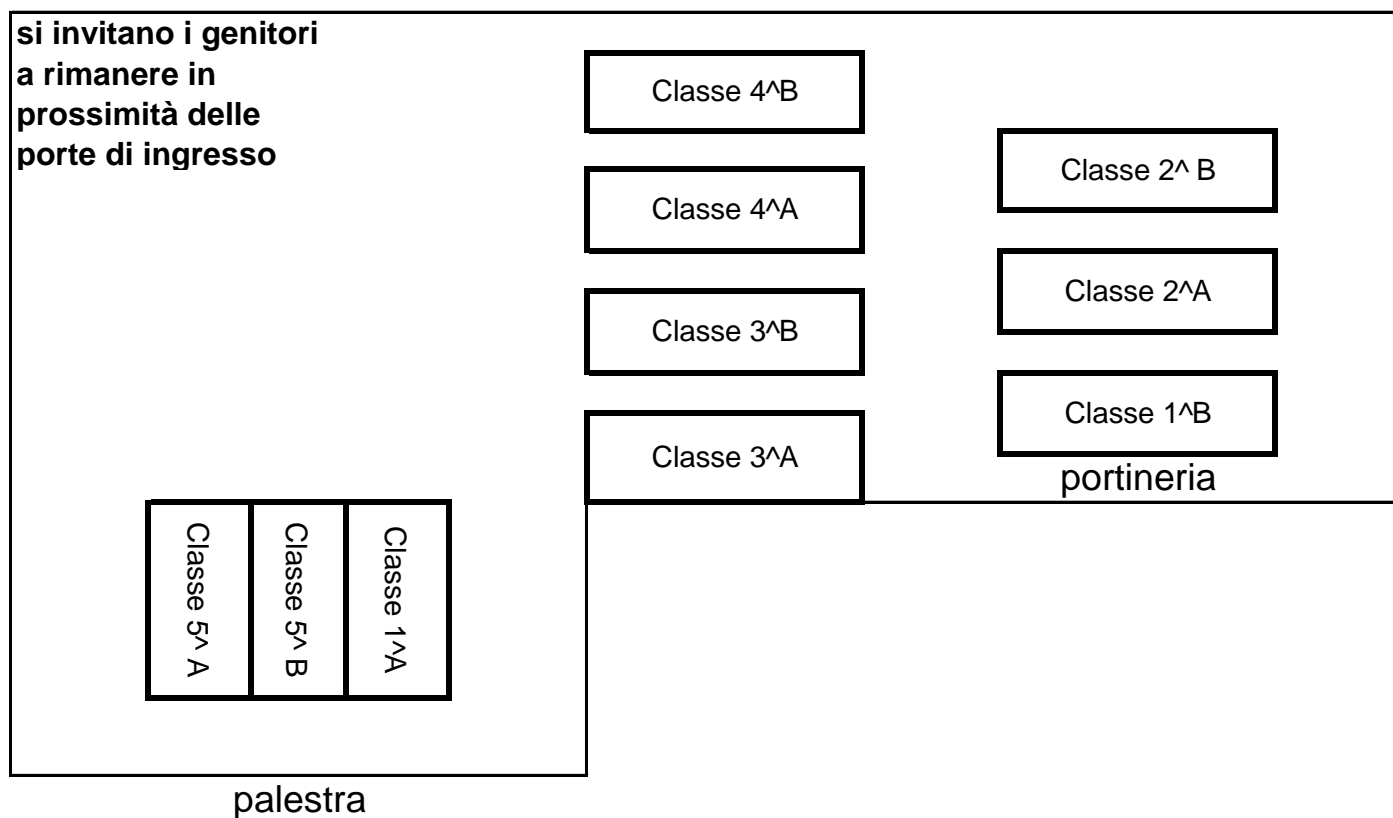 si invitano i genitori
a rimanere in
prossimità delle
porte di ingresso
Classe 4^B
Classe 4^A
Classe 3^B
Classe 3^A
Classe 2^ B
Classe 2^A
Classe 1^B
portineria
Classe 5^ A
Classe 5^ B
Classe 1^A
palestra